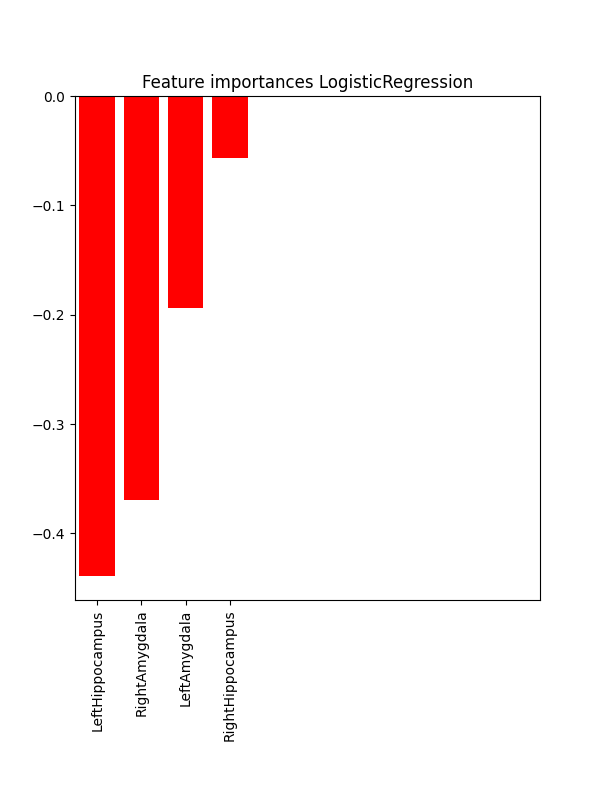 Feature importances LogisticRegression
0.0
−0.1
−0.2
−0.3
−0.4
LeftHippocampus
RightAmygdala
LeftAmygdala
RightHippocampus